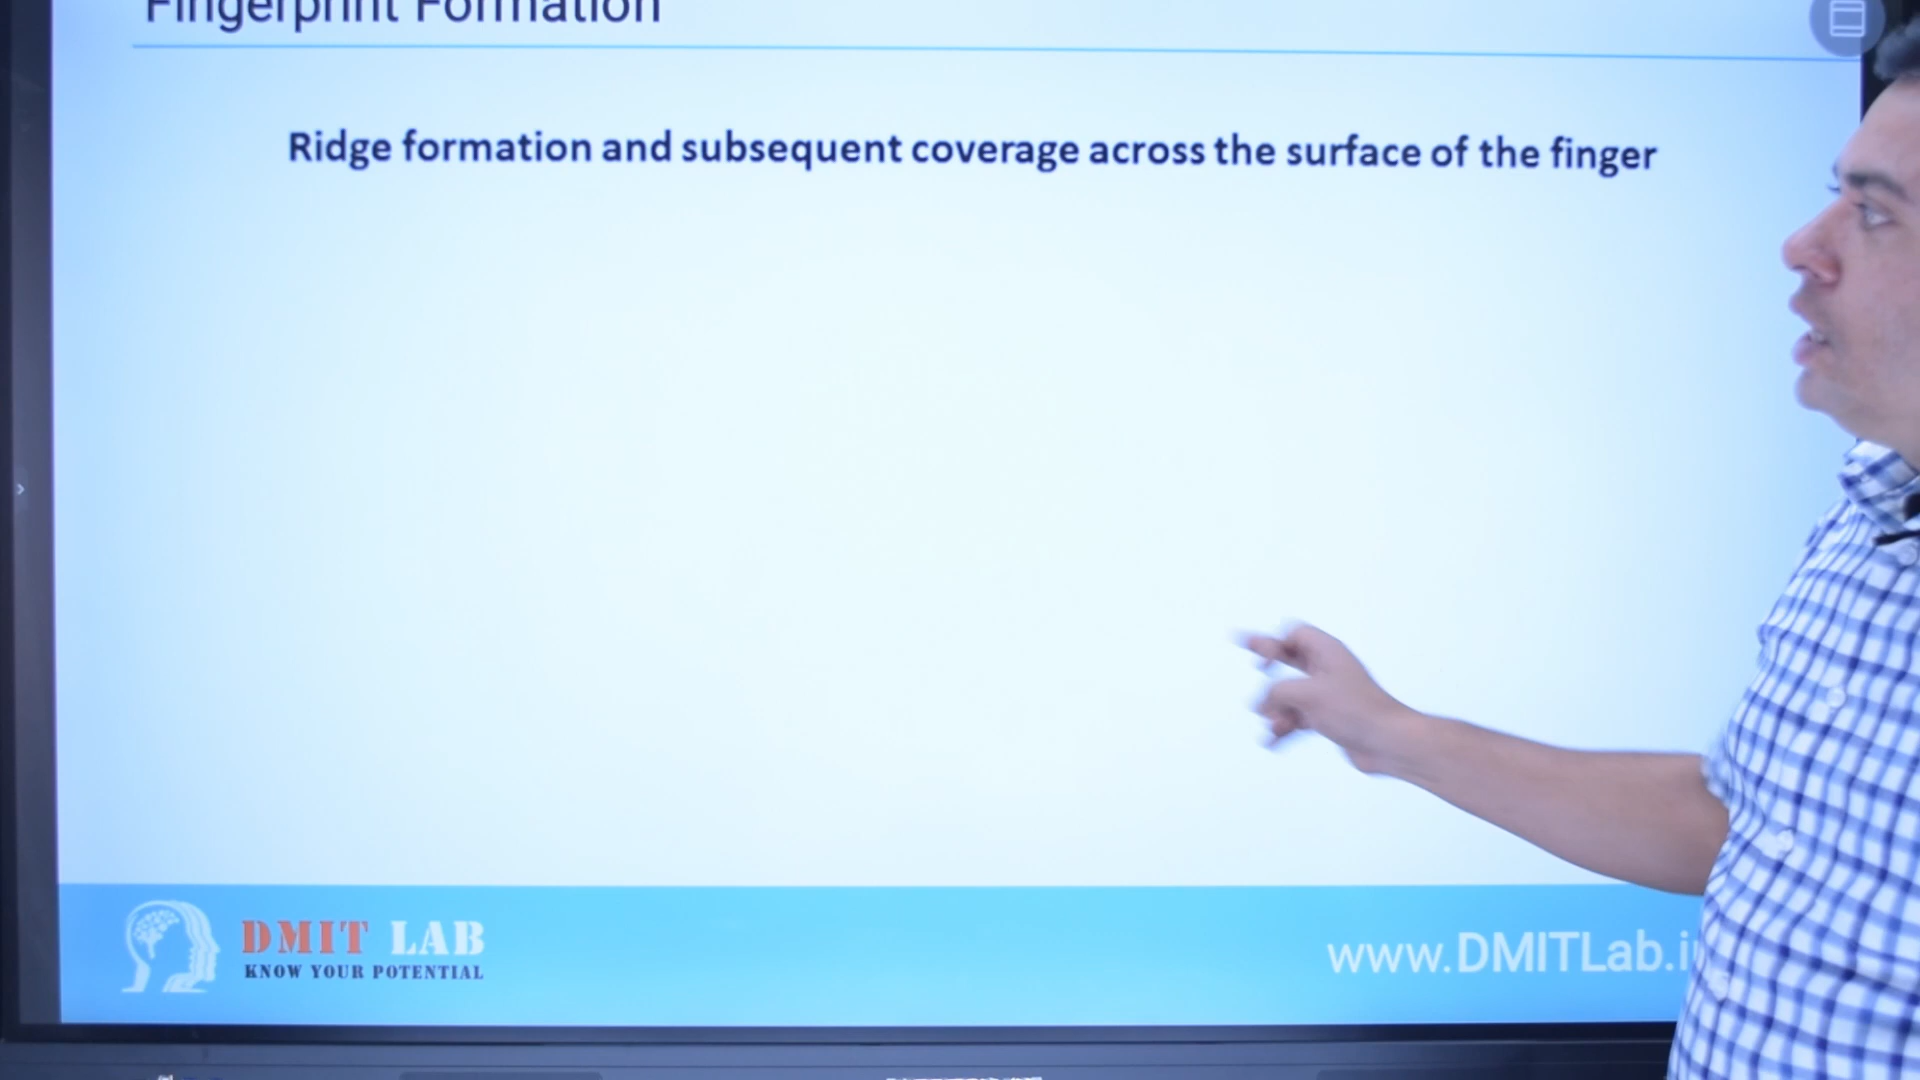 Fingerprint Formation
Ridge formation and subsequent coverage across the surface of the finger
DMIT LAB
KNOW YOUR POTENTIAL
www.DMITLab.i